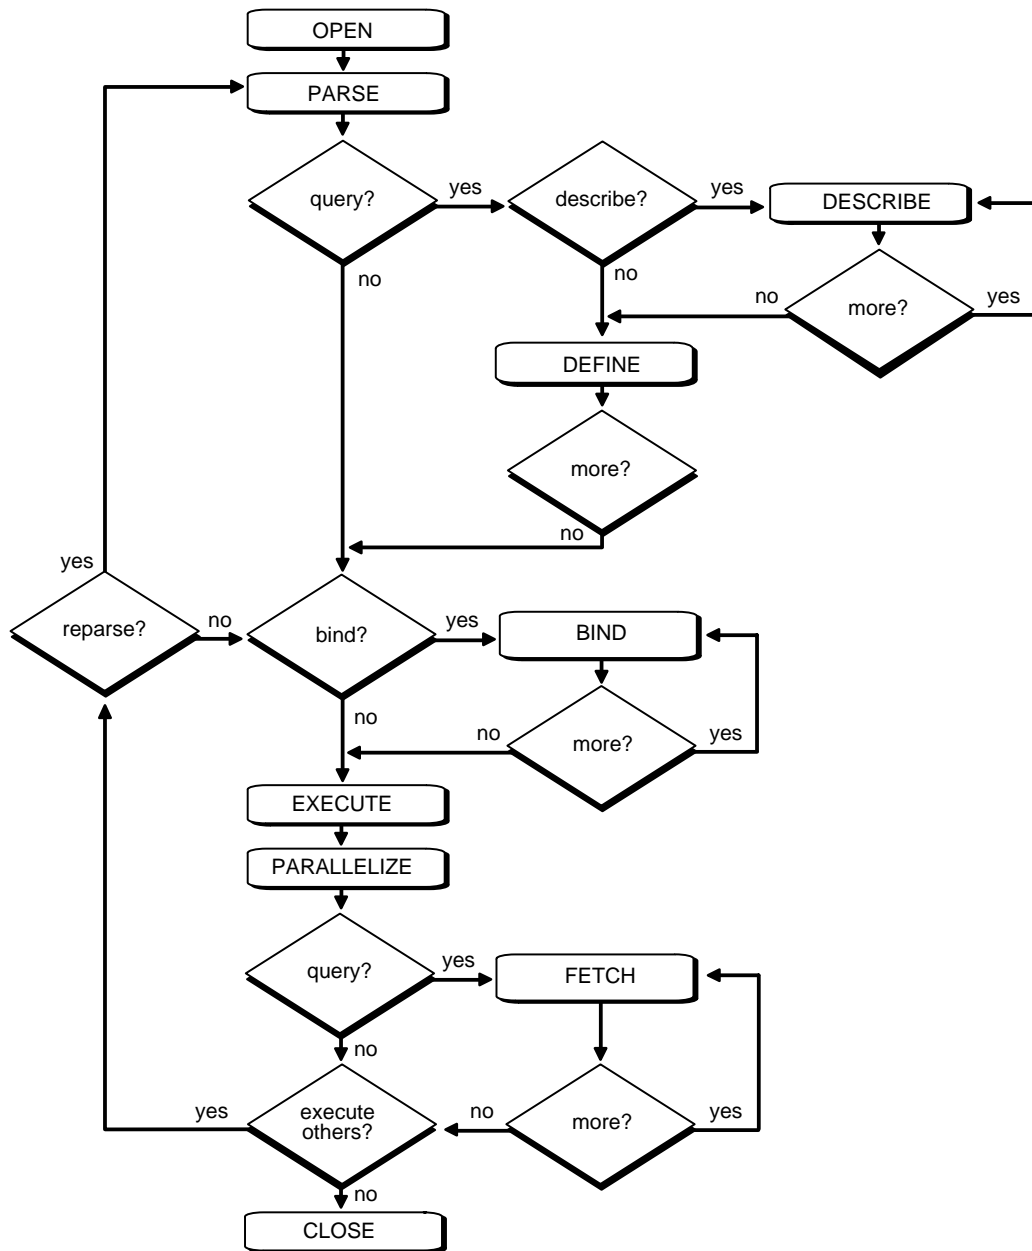 OPEN
PARSE
query?
yes
describe?
yes
DESCRIBE
no
no
no
more?
yes
DEFINE
more?
no
yes
reparse?
no
bind?
yes
BIND
no
no
more?
yes
EXECUTE
PARALLELIZE
query?
yes
FETCH
no
yes
execute
others?
no
more?
yes
no
CLOSE